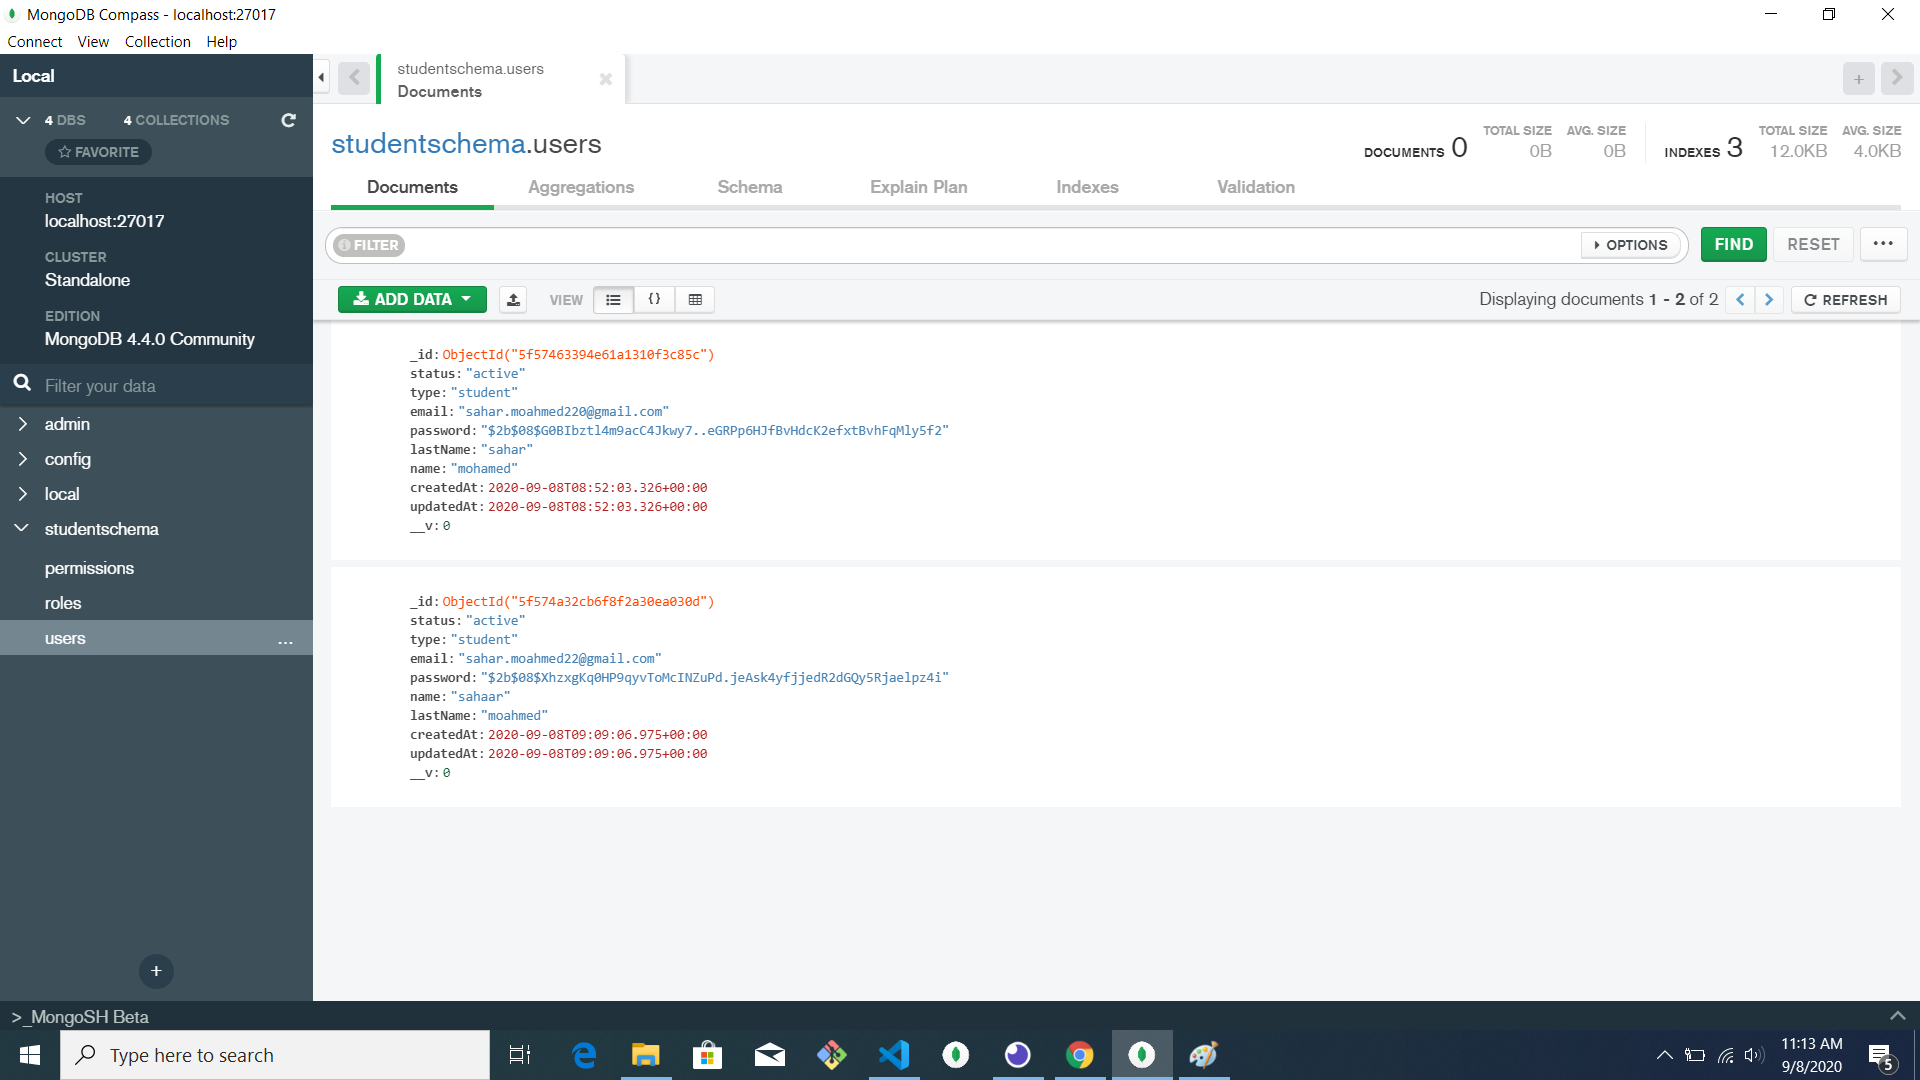 MongoDB Compass - localhost:27017
Connect View Collection Help
Local
4 DBS 4 COLLECTIONS
FAVORITE
HOST
localhost:27017
CLUSTER
Standalone
EDITION
MongoDB 4.4.0 Community
Filter your data
admin
config
local
studentschema
permissions
roles
users ...
+
studentschema.users
Documents
studentschema.users
DOCUMENTS 0 TOTAL SIZE 0B AVG. SIZE 0B INDEXES 3 TOTAL SIZE 12.0KB AVG. SIZE 4.0KB
Documents Aggregations Schema Explain Plan Indexes Validation
FILTER OPTIONS FIND RESET ...
ADD DATA VIEW {} Displaying documents 1 - 2 of 2 REFRESH
_id: ObjectId("5f57463394e61a1310f3c85c")
status: "active"
type: "student"
email: "sahar.moahmed220@gmail.com"
password: "$2b$08$G0BIbztl4m9acC4Jkwy7..eGRPp6HJfBvHdcK2efxtBvhFqMly5f2"
lastName: "sahar"
name: "mohamed"
createdAt: 2020-09-08T08:52:03.326+00:00
updatedAt: 2020-09-08T08:52:03.326+00:00
__v: 0
_id: ObjectId("5f574a32cb6f8f2a30ea030d")
status: "active"
type: "student"
email: "sahar.moahmed22@gmail.com"
password: "$2b$08$XhzxgKq0HP9qyvToMcINZuPd.jeAsk4yfjjedR2dGQy5Rjaelpz4i"
name: "sahaar"
lastName: "moahmed"
createdAt: 2020-09-08T09:09:06.975+00:00
updatedAt: 2020-09-08T09:09:06.975+00:00
__v: 0
>_MongoSH Beta
Type here to search
11:13 AM
9/8/2020
5